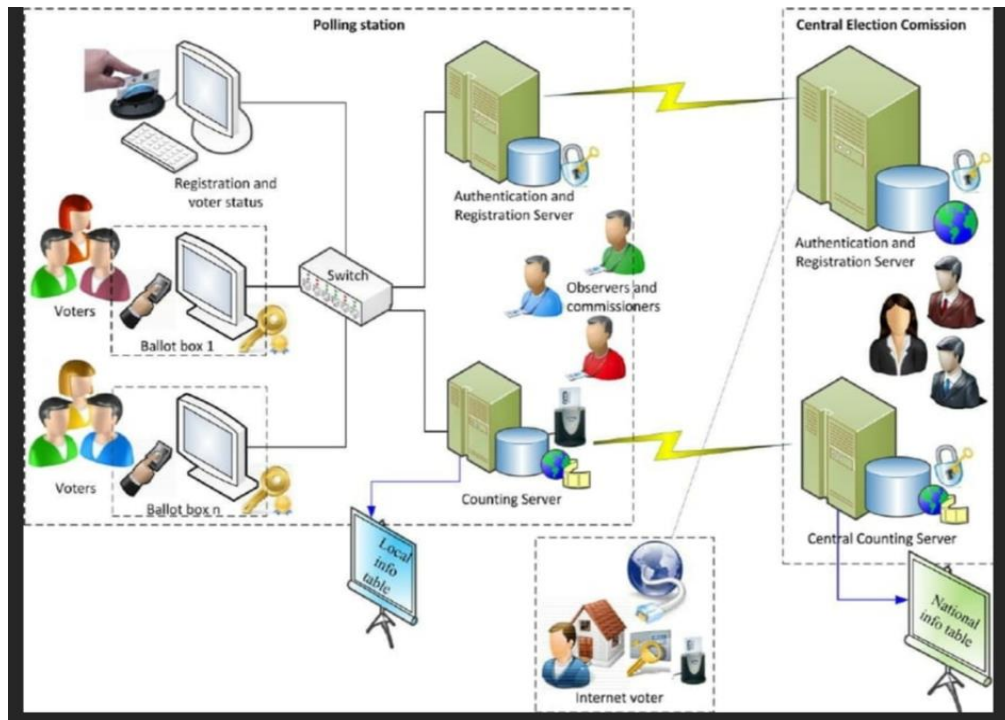 Polling station
Central Election Comission
Registration and
voter status
Authentication and
Registration Server
Authentication and
Registration Server
Switch
Observers and
commissioners
Voters
Ballot box 1
Voters
Ballot box n
Counting Server
Central Counting Server
Local
info
table
National
info table
Internet voter